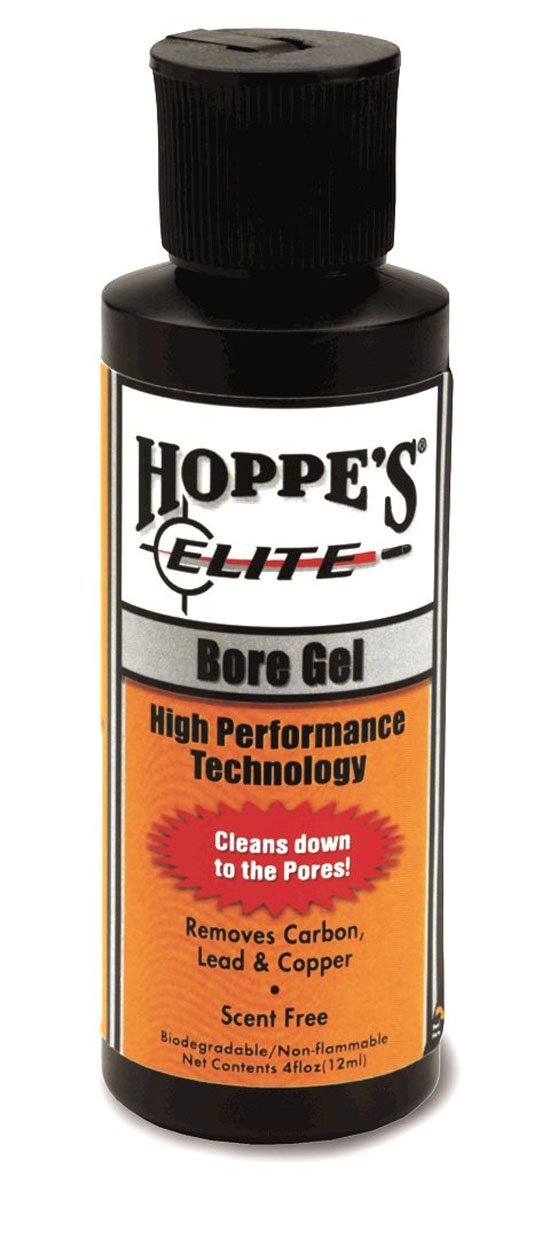 HOPPE'S®
ELITE
Bore Gel
High Performance
Technology
Cleans down
to the Pores!
Removes Carbon,
Lead & Copper
•
Scent Free
Biodegradable/Non-flammable
Net Contents 4floz(12ml)